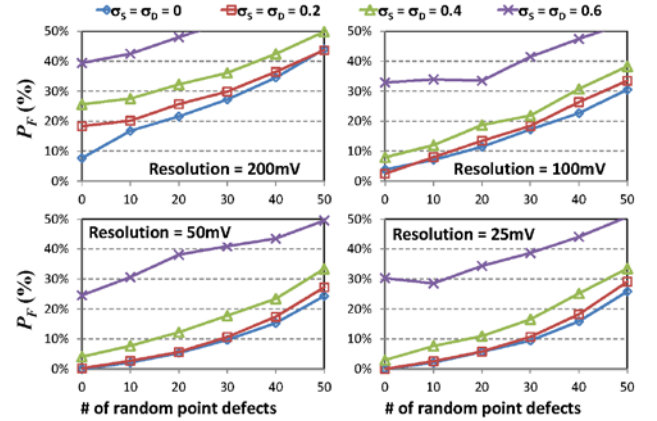 σS = σD = 0 σS = σD = 0.2 σS = σD = 0.4 σS = σD = 0.6
PF (%)
50%
40%
30%
20%
10%
0%
Resolution = 200mV
0 10 20 30 40 50
50%
40%
30%
20%
10%
0%
Resolution = 100mV
0 10 20 30 40 50
PF (%)
50%
40%
30%
20%
10%
0%
Resolution = 50mV
0 10 20 30 40 50
# of random point defects
50%
40%
30%
20%
10%
0%
Resolution = 25mV
0 10 20 30 40 50
# of random point defects